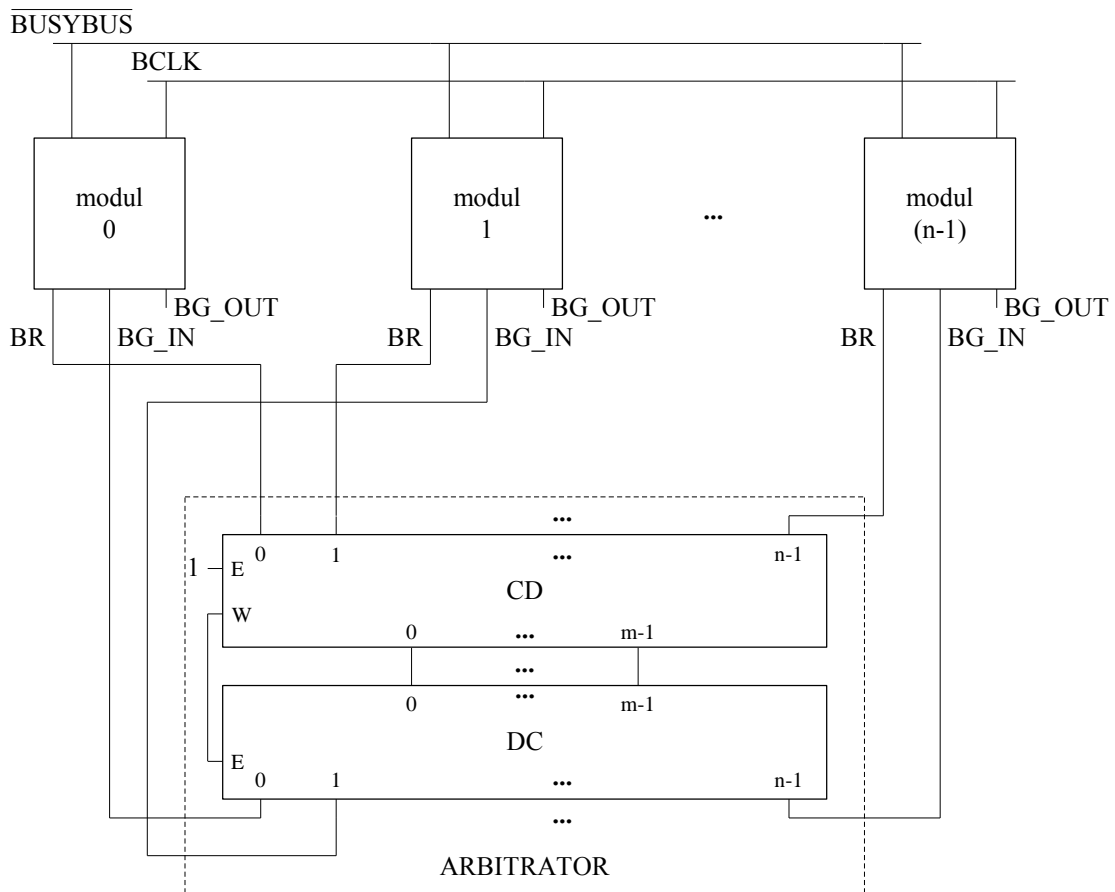 BUSYBUS
BCLK
modul
0
modul
1
...
modul
(n-1)
BG_OUT
BG_OUT
BG_OUT
BR
BG_IN
BR
BG_IN
BR
BG_IN
...
0
1
...
n-1
1
E
CD
W
0
...
m-1
...
0
...
m-1
DC
E
0
1
...
n-1
...
ARBITRATOR